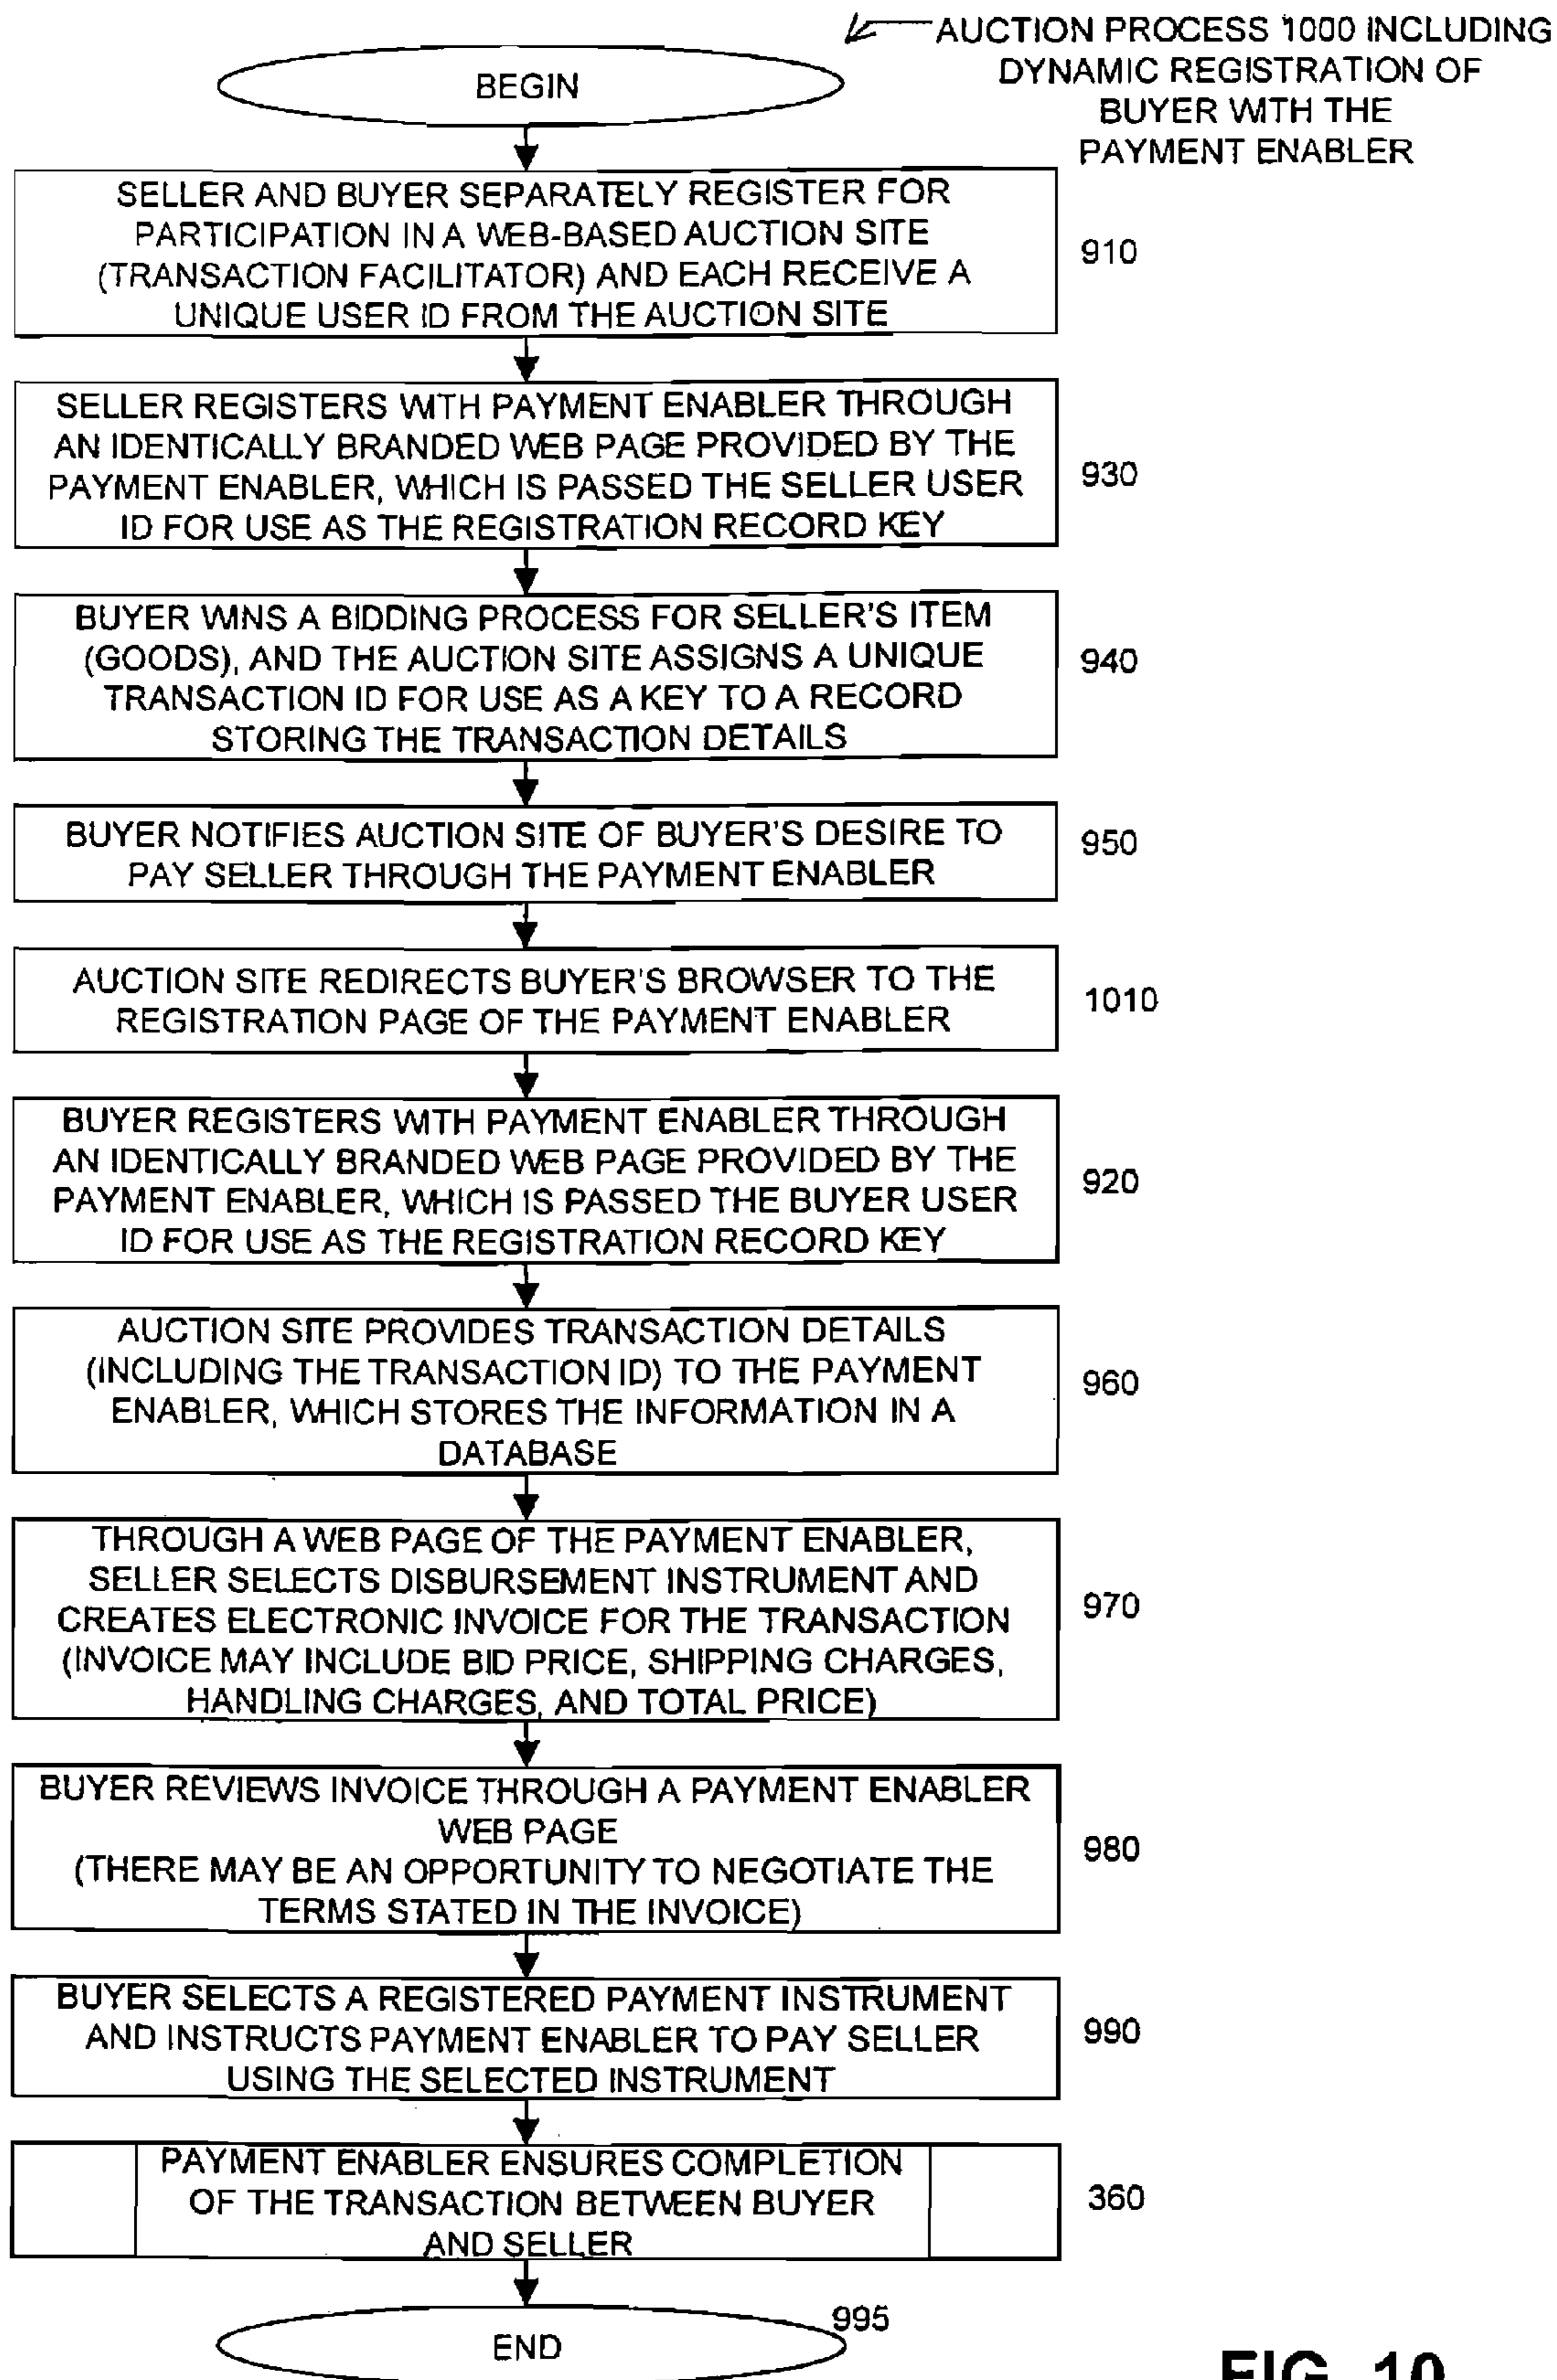 AUCTION PROCESS 1000 INCLUDING
DYNAMIC REGISTRATION OF
BUYER WITH THE
PAYMENT ENABLER
BEGIN
SELLER AND BUYER SEPARATELY REGISTER FOR
PARTICIPATION IN A WEB-BASED AUCTION SITE
(TRANSACTION FACILITATOR) AND EACH RECEIVE A
UNIQUE USER ID FROM THE AUCTION SITE
910
SELLER REGISTERS WITH PAYMENT ENABLER THROUGH
AN IDENTICALLY BRANDED WEB PAGE PROVIDED BY THE
PAYMENT ENABLER, WHICH IS PASSED THE SELLER USER
ID FOR USE AS THE REGISTRATION RECORD KEY
930
BUYER WINS A BIDDING PROCESS FOR SELLER'S ITEM
(GOODS), AND THE AUCTION SITE ASSIGNS A UNIQUE
TRANSACTION ID FOR USE AS A KEY TO A RECORD
STORING THE TRANSACTION DETAILS
940
BUYER NOTIFIES AUCTION SITE OF BUYER'S DESIRE TO
PAY SELLER THROUGH THE PAYMENT ENABLER
950
AUCTION SITE REDIRECTS BUYER'S BROWSER TO THE
REGISTRATION PAGE OF THE PAYMENT ENABLER
1010
BUYER REGISTERS WITH PAYMENT ENABLER THROUGH
AN IDENTICALLY BRANDED WEB PAGE PROVIDED BY THE
PAYMENT ENABLER, WHICH IS PASSED THE BUYER USER
ID FOR USE AS THE REGISTRATION RECORD KEY
920
AUCTION SITE PROVIDES TRANSACTION DETAILS
(INCLUDING THE TRANSACTION ID) TO THE PAYMENT
ENABLER, WHICH STORES THE INFORMATION IN A
DATABASE
960
THROUGH A WEB PAGE OF THE PAYMENT ENABLER,
SELLER SELECTS DISBURSEMENT INSTRUMENT AND
CREATES ELECTRONIC INVOICE FOR THE TRANSACTION
(INVOICE MAY INCLUDE BID PRICE, SHIPPING CHARGES,
HANDLING CHARGES, AND TOTAL PRICE)
970
BUYER REVIEWS INVOICE THROUGH A PAYMENT ENABLER
WEB PAGE
(THERE MAY BE AN OPPORTUNITY TO NEGOTIATE THE
TERMS STATED IN THE INVOICE)
980
BUYER SELECTS A REGISTERED PAYMENT INSTRUMENT
AND INSTRUCTS PAYMENT ENABLER TO PAY SELLER
USING THE SELECTED INSTRUMENT
990
PAYMENT ENABLER ENSURES COMPLETION
OF THE TRANSACTION BETWEEN BUYER
AND SELLER
360
END
995
FIG. 10